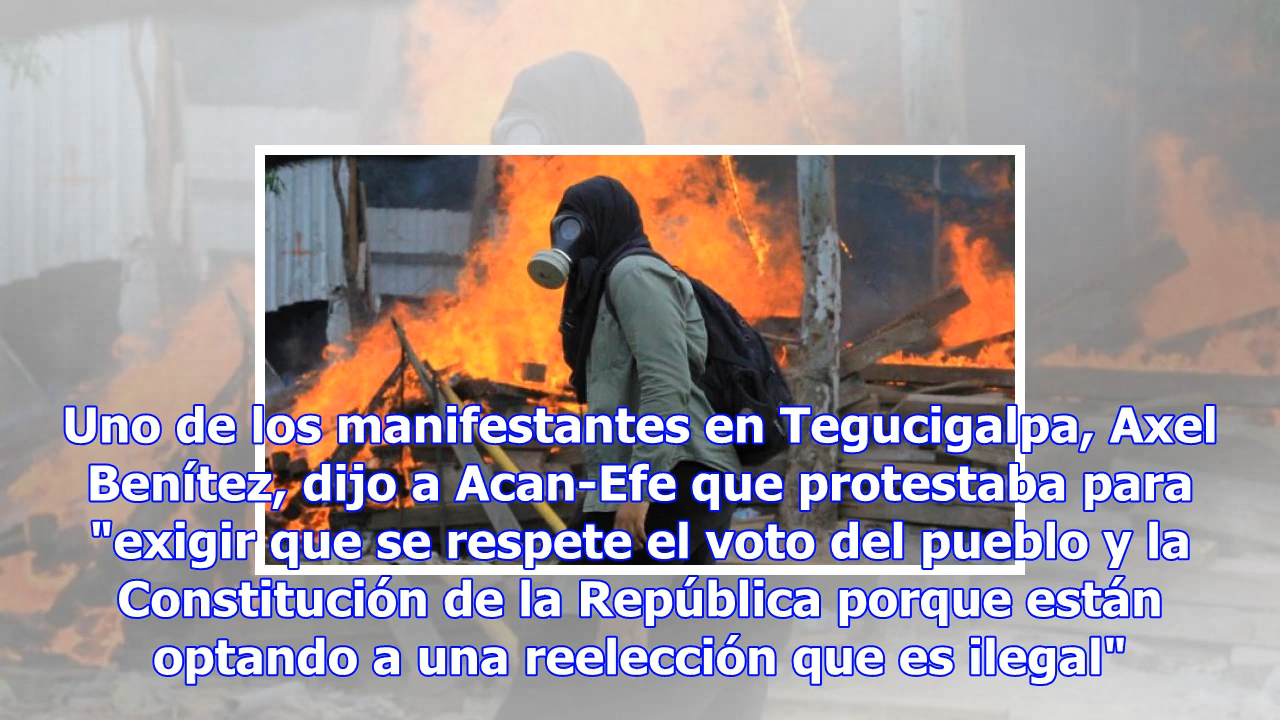 Uno de los manifestantes en Tegucigalpa, Axel
Benítez, dijo a Acan-Efe que protestaba para
"exigir que se respete el voto del pueblo y la
Constitución de la República porque están
optando a una reelección que es ilegal"